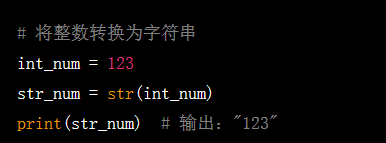 # 将整数转换为字符串
int_num = 123
str_num = str(int_num)
print(str_num)  # 输出："123"